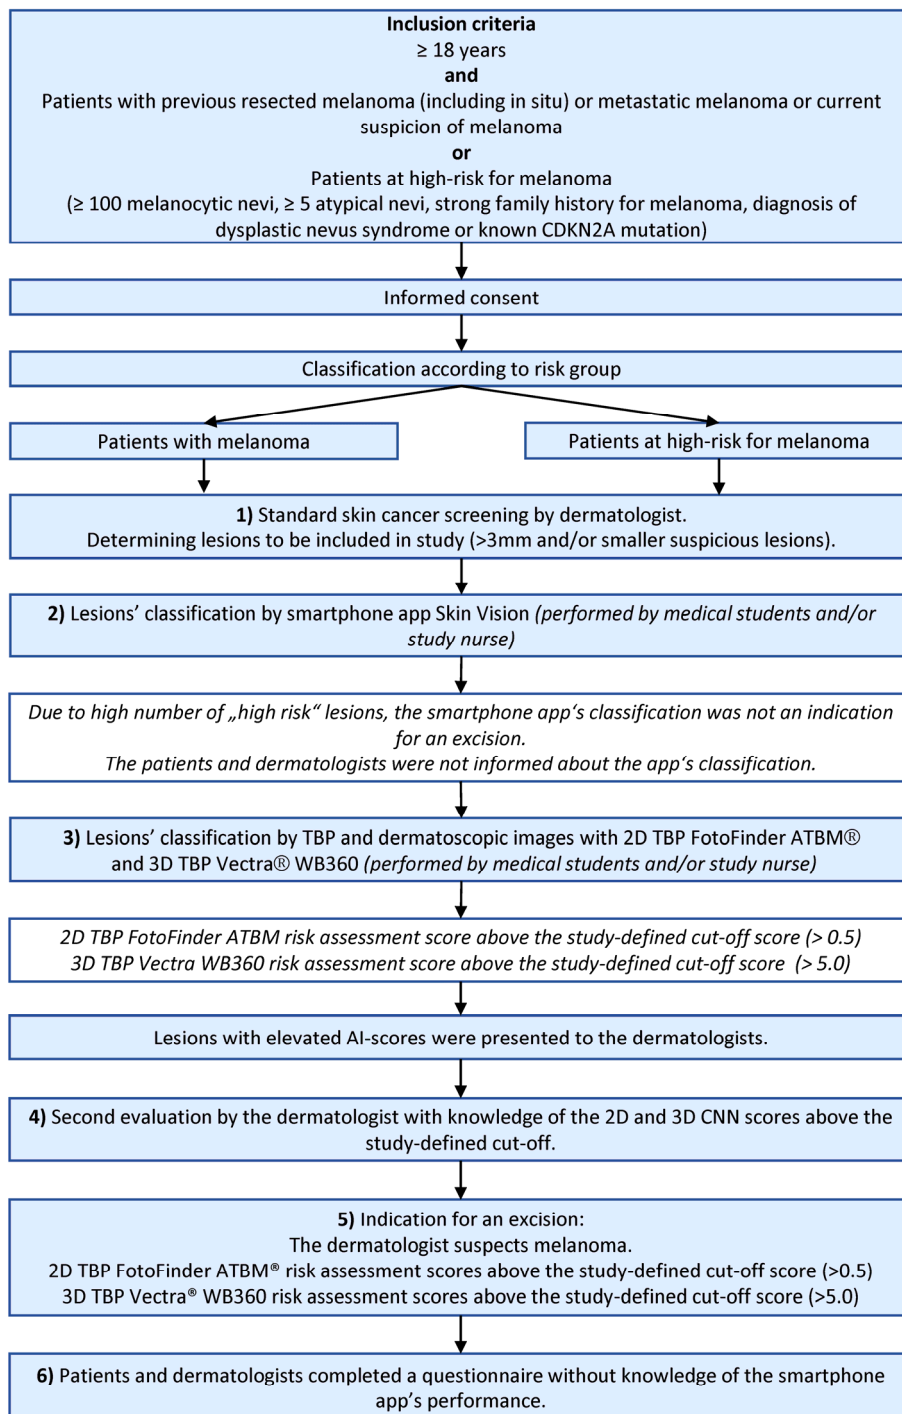 Inclusion criteria
≥ 18 years
and
Patients with previous resected melanoma (including in situ) or metastatic melanoma or current
suspicion of melanoma
or
Patients at high-risk for melanoma
(≥ 100 melanocytic nevi, ≥ 5 atypical nevi, strong family history for melanoma, diagnosis of
dysplastic nevus syndrome or known CDKN2A mutation)
Informed consent
Classification according to risk group
Patients with melanoma
Patients at high-risk for melanoma
1) Standard skin cancer screening by dermatologist.
Determining lesions to be included in study (>3mm and/or smaller suspicious lesions).
2) Lesions' classification by smartphone app Skin Vision (performed by medical students and/or
study nurse)
Due to high number of „high risk“ lesions, the smartphone app's classification was not an indication
for an excision.
The patients and dermatologists were not informed about the app's classification.
3) Lesions' classification by TBP and dermatoscopic images with 2D TBP FotoFinder ATBM®
and 3D TBP Vectra® WB360 (performed by medical students and/or study nurse)
2D TBP FotoFinder ATBM risk assessment score above the study-defined cut-off score (> 0.5)
3D TBP Vectra WB360 risk assessment score above the study-defined cut-off score (> 5.0)
Lesions with elevated AI-scores were presented to the dermatologists.
4) Second evaluation by the dermatologist with knowledge of the 2D and 3D CNN scores above the
study-defined cut-off.
5) Indication for an excision:
The dermatologist suspects melanoma.
2D TBP FotoFinder ATBM® risk assessment scores above the study-defined cut-off score (>0.5)
3D TBP Vectra® WB360 risk assessment scores above the study-defined cut-off score (>5.0)
6) Patients and dermatologists completed a questionnaire without knowledge of the smartphone
app's performance.